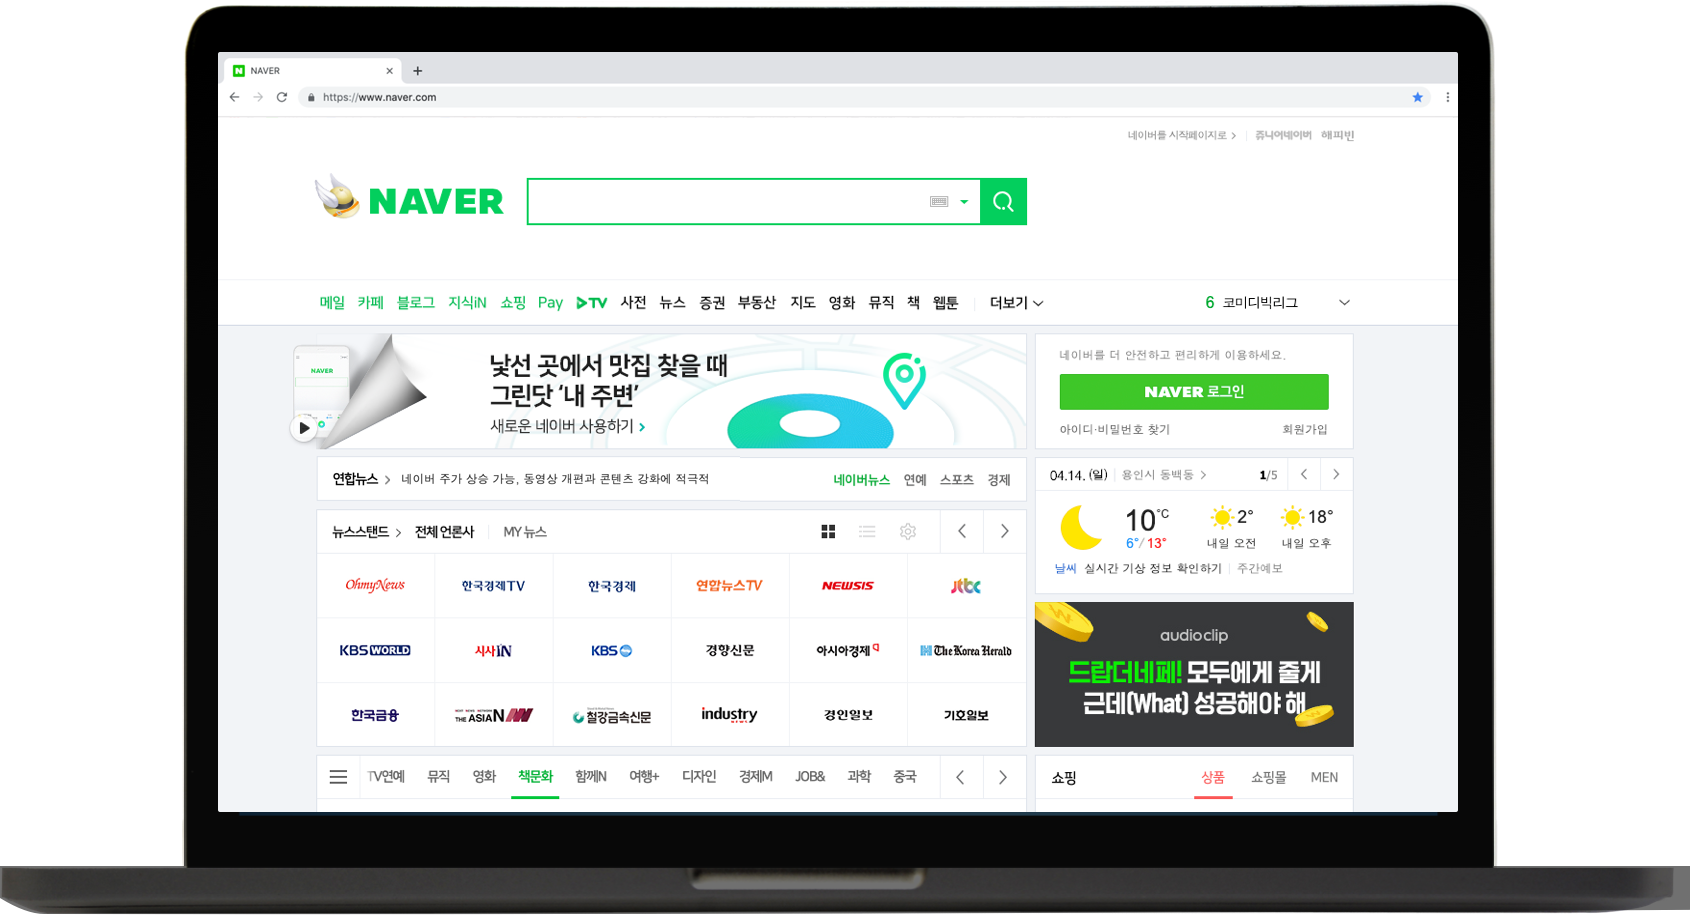 NAVER
https://www.naver.com
네이버를 시작페이지로 쥬니어네이버 해피빈
NAVER
메일 카페 블로그 지식iN 쇼핑 Pay TV 사전 뉴스 증권 부동산 지도 영화 뮤직 책 웹툰 더보기 6 코미디빅리그
NAVER
낯선 곳에서 맛집 찾을 때
그린닷 ‘내 주변’
새로운 네이버 사용하기
네이버를 더 안전하고 편리하게 이용하세요.
NAVER 로그인
아이디·비밀번호 찾기 회원가입
연합뉴스 네이버 주가 상승 가능, 동영상 개편과 콘텐츠 강화에 적극적 네이버뉴스 연예 스포츠 경제
04.14. (일) 용인시 동백동 1/5
10°C 2° 18°
6°/13° 내일 오전 내일 오후
날씨 실시간 기상 정보 확인하기 주간예보
뉴스스탠드 전체 언론사 MY 뉴스
OhmyNews 한국경제TV 한국경제 연합뉴스TV NEWSIS jtbc
KBS WORLD 시사IN KBS 경향신문 아시아경제 The Korea Herald
한국금융 THE ASIAN 철강금속신문 industry 경인일보 기호일보
audioclip
드랍더네페! 모두에게 줄게
근데(What) 성공해야 해
TV연예 뮤직 영화 책문화 함께N 여행+ 디자인 경제M JOB& 과학 중국
쇼핑 상품 쇼핑몰 MEN